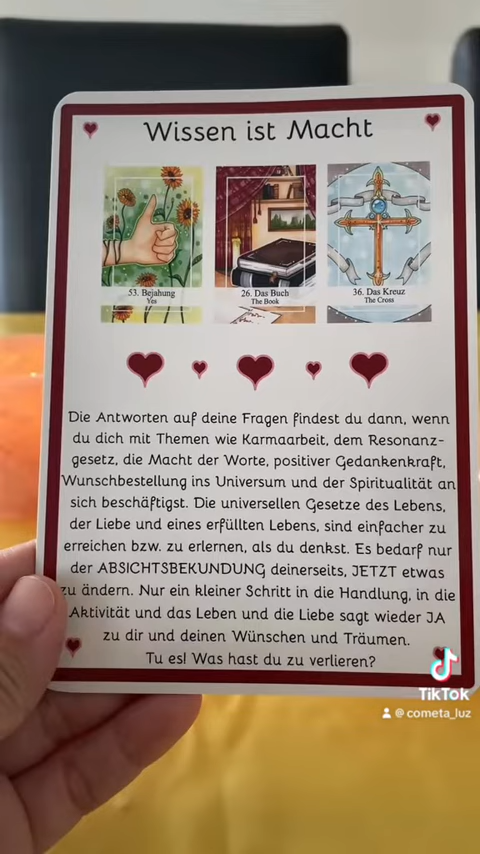 Wissen ist Macht
53. Bejahung
Yes
26. Das Buch
The Book
36. Das Kreuz
The Cross
Die Antworten auf deine Fragen findest du dann, wenn
du dich mit Themen wie Karmaarbeit, dem Resonanz-
gesetz, die Macht der Worte, positiver Gedankenkraft,
Wunschbestellung ins Universum und der Spiritualität an
sich beschäftigst. Die universellen Gesetze des Lebens,
der Liebe und eines erfüllten Lebens, sind einfacher zu
erreichen bzw. zu erlernen, als du denkst. Es bedarf nur
der ABSICHTSBEKUNDUNG deinerseits, JETZT etwas
zu ändern. Nur ein kleiner Schritt in die Handlung, in die
Aktivität und das Leben und die Liebe sagt wieder JA
zu dir und deinen Wünschen und Träumen.
Tu es! Was hast du zu verlieren?
TikTok
@cometa_luz